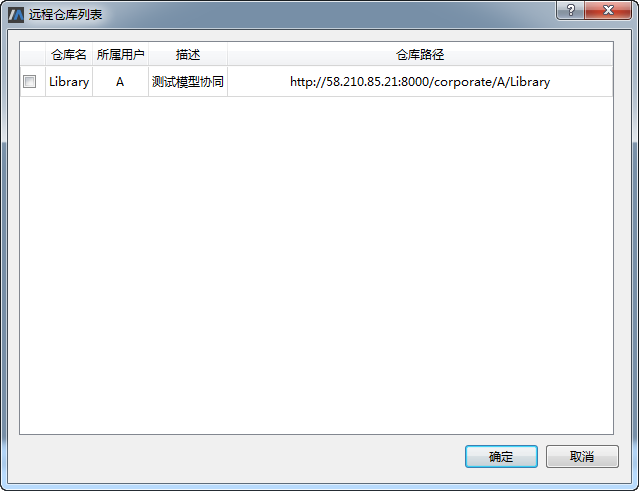 远程仓库列表
仓库名 所属用户 描述 仓库路径
Library A 测试模型协同 http://58.210.85.21:8000/corporate/A/Library
确定 取消